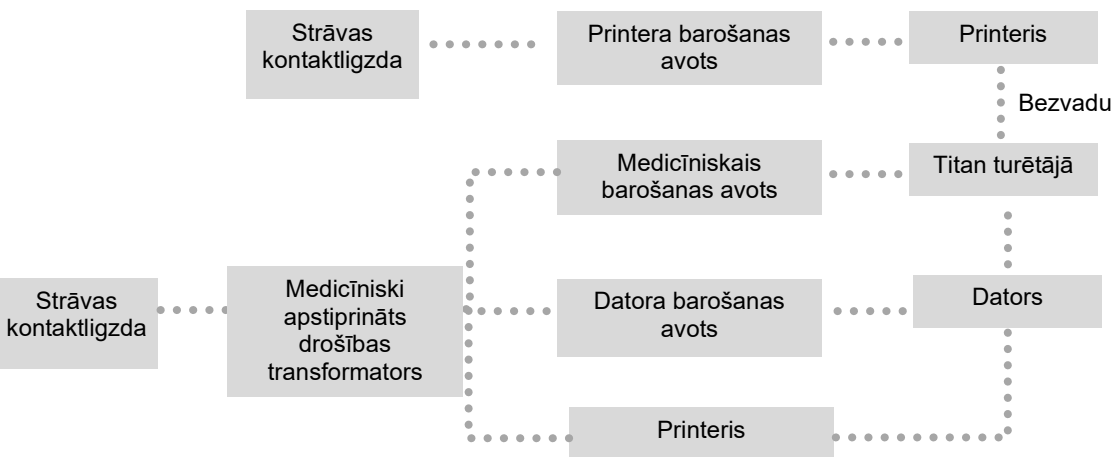 Strāvas
kontaktligzda
Printera barošanas
avots
Printeris
Bezvadu
Medicīniskais
barošanas avots
Titan turētājā
Strāvas
kontaktligzda
Medicīniski
apstiprināts
drošības
transformators
Datora barošanas
avots
Dators
Printeris